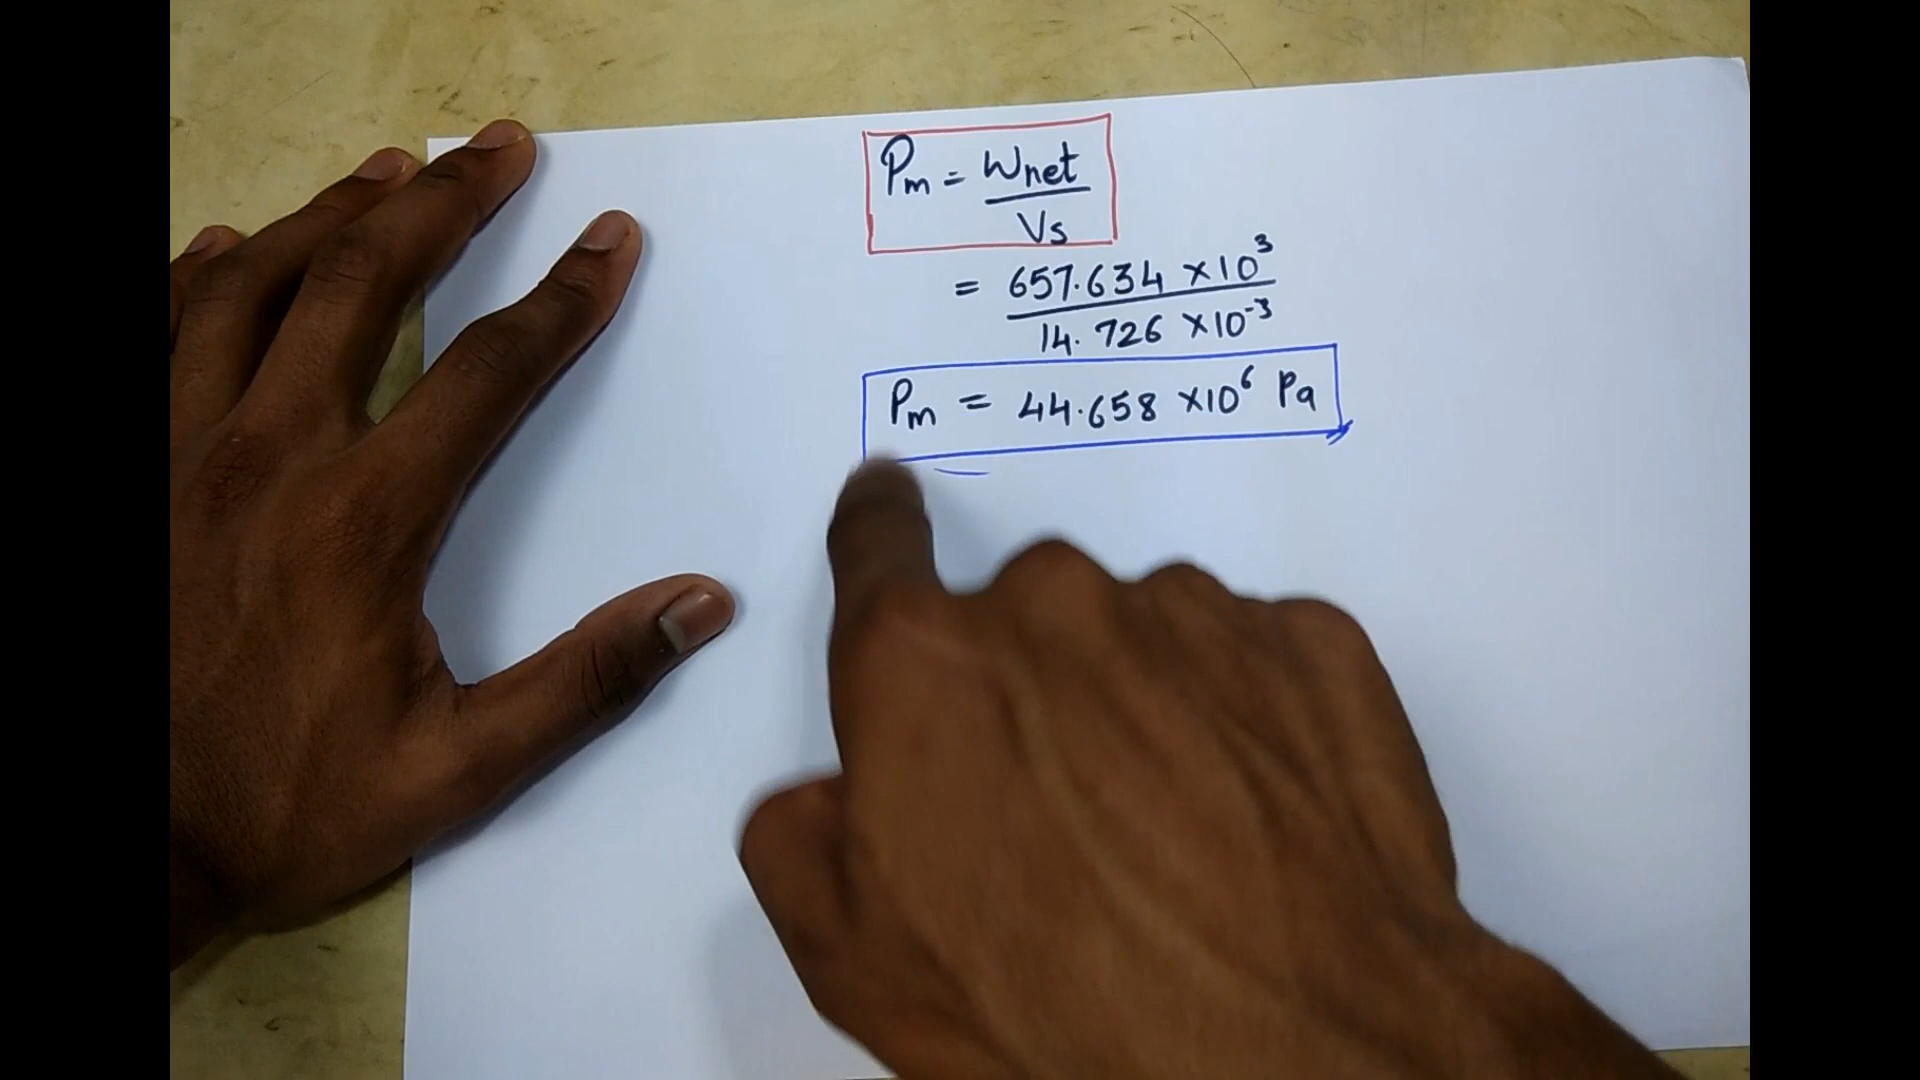 Pm = Wnet / Vs
= 657.634 ×10³ / 14.726 ×10⁻³
Pm = 44.658 ×10⁶ Pa